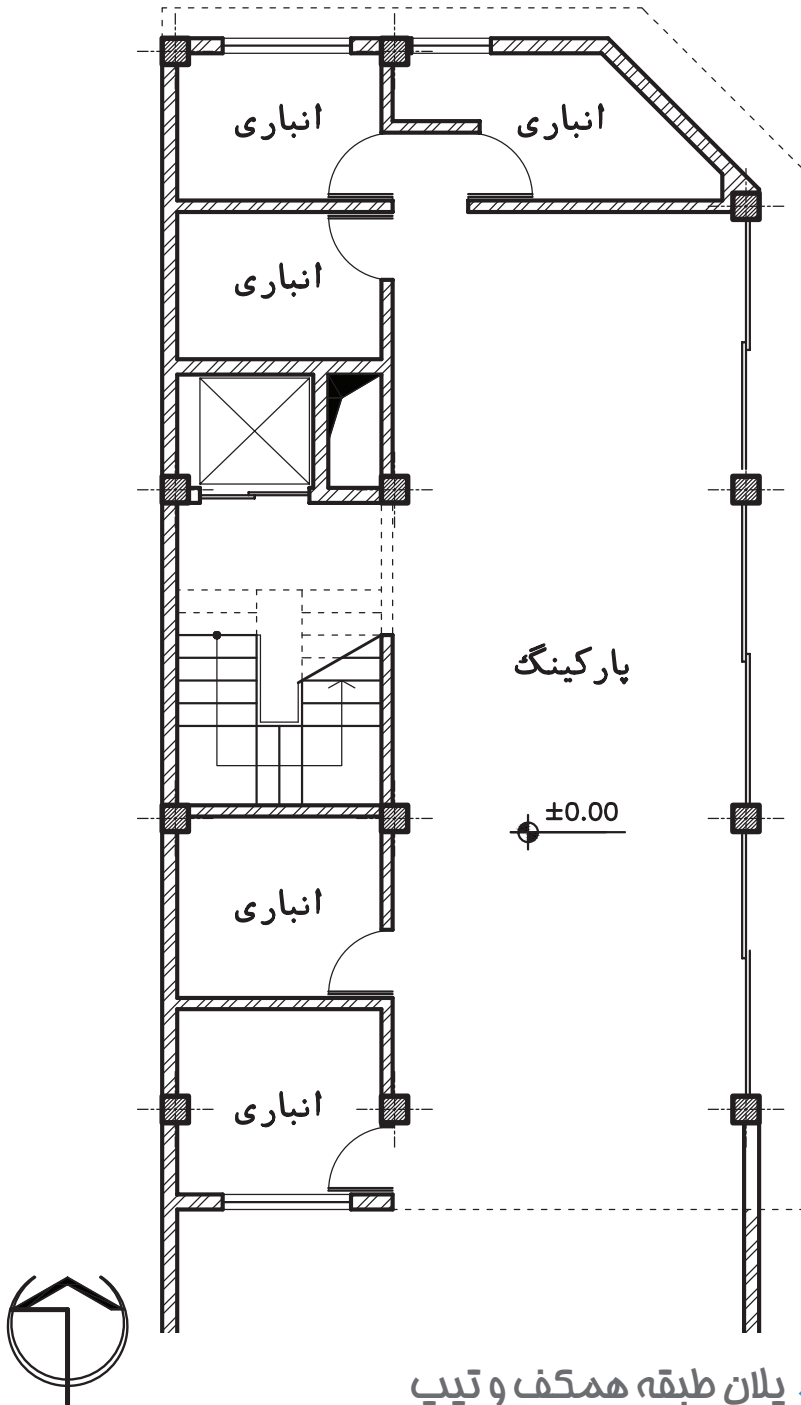 انباری
انباری
انباری
پارکینگ
±0.00
انباری
انباری
پلان طبقه همکف و تیپ